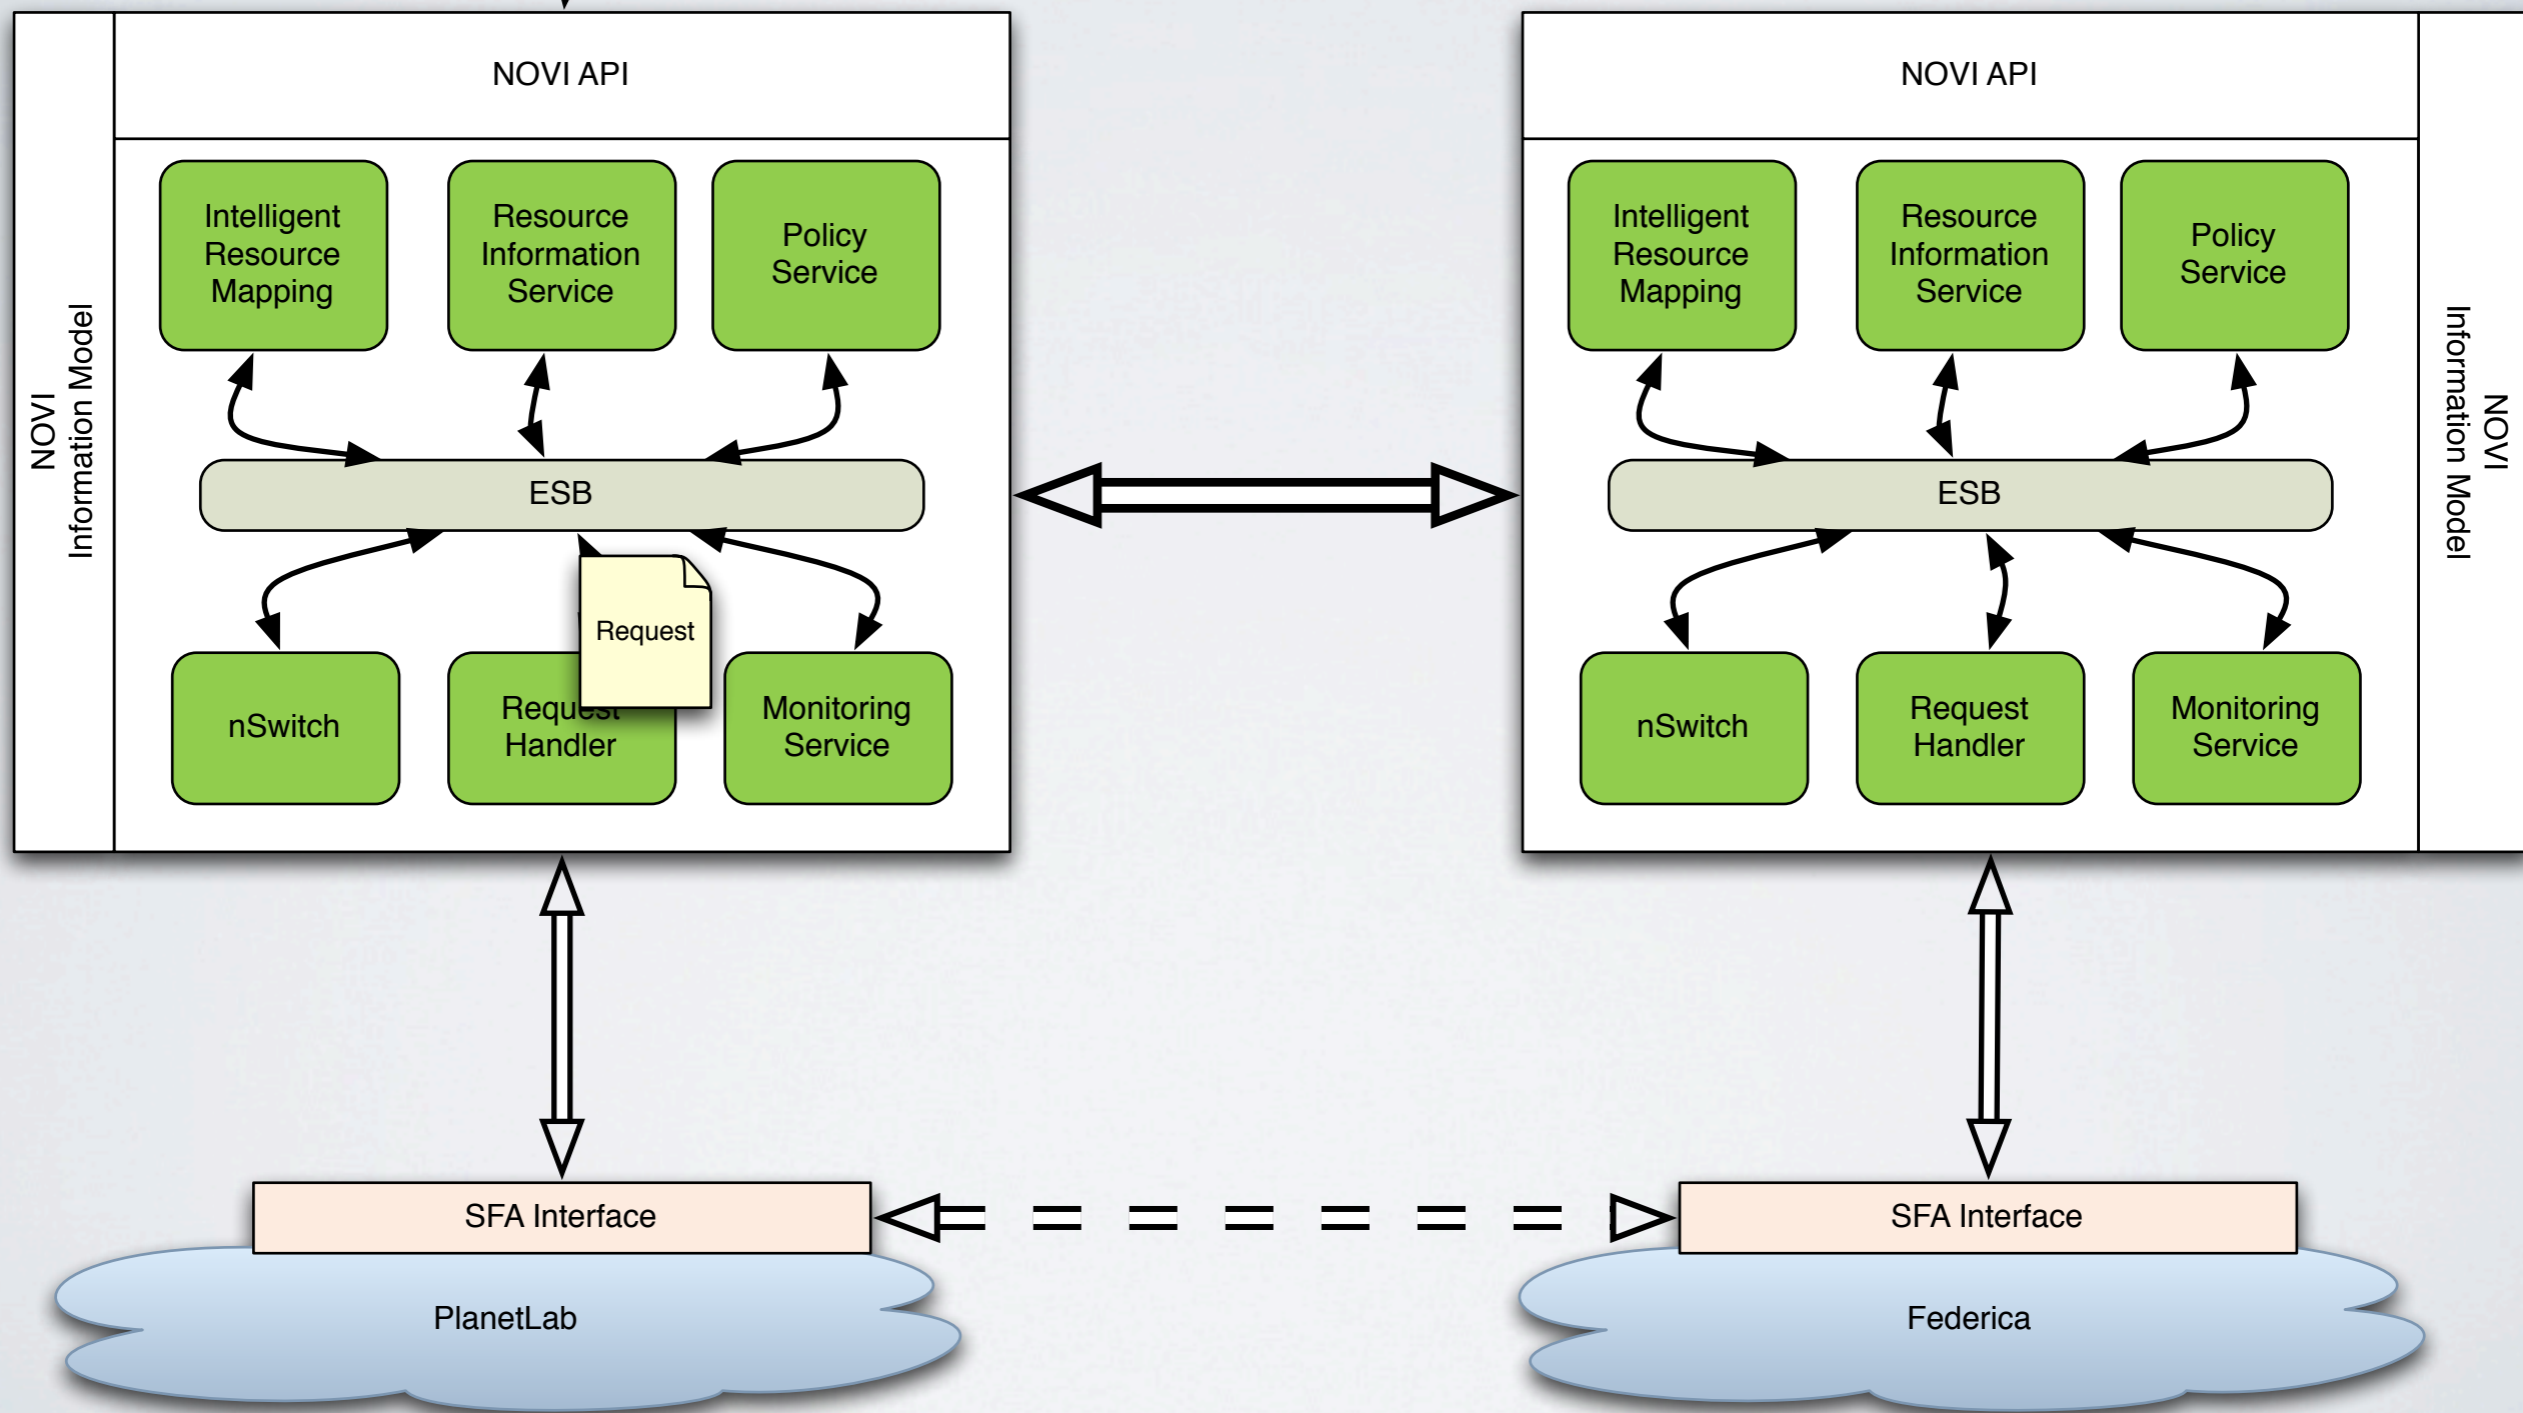 NOVI API
NOVI
Information Model
Intelligent
Resource
Mapping
Resource
Information
Service
Policy
Service
ESB
Request
nSwitch
Request
Handler
Monitoring
Service
NOVI API
NOVI
Information Model
Intelligent
Resource
Mapping
Resource
Information
Service
Policy
Service
ESB
nSwitch
Request
Handler
Monitoring
Service
SFA Interface
PlanetLab
SFA Interface
Federica